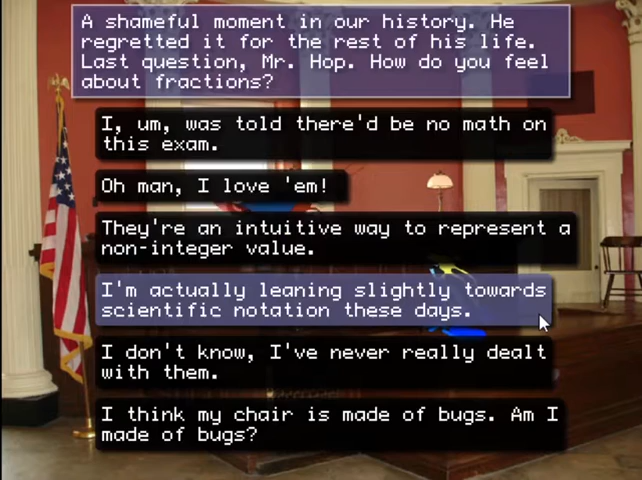 A shameful moment in our history. He
regretted it for the rest of his life.
Last question, Mr. Hop. How do you feel
about fractions?
I, um, was told there'd be no math on
this exam.
Oh man, I love 'em!
They're an intuitive way to represent a
non-integer value.
I'm actually leaning slightly towards
scientific notation these days.
I don't know, I've never really dealt
with them.
I think my chair is made of bugs. Am I
made of bugs?